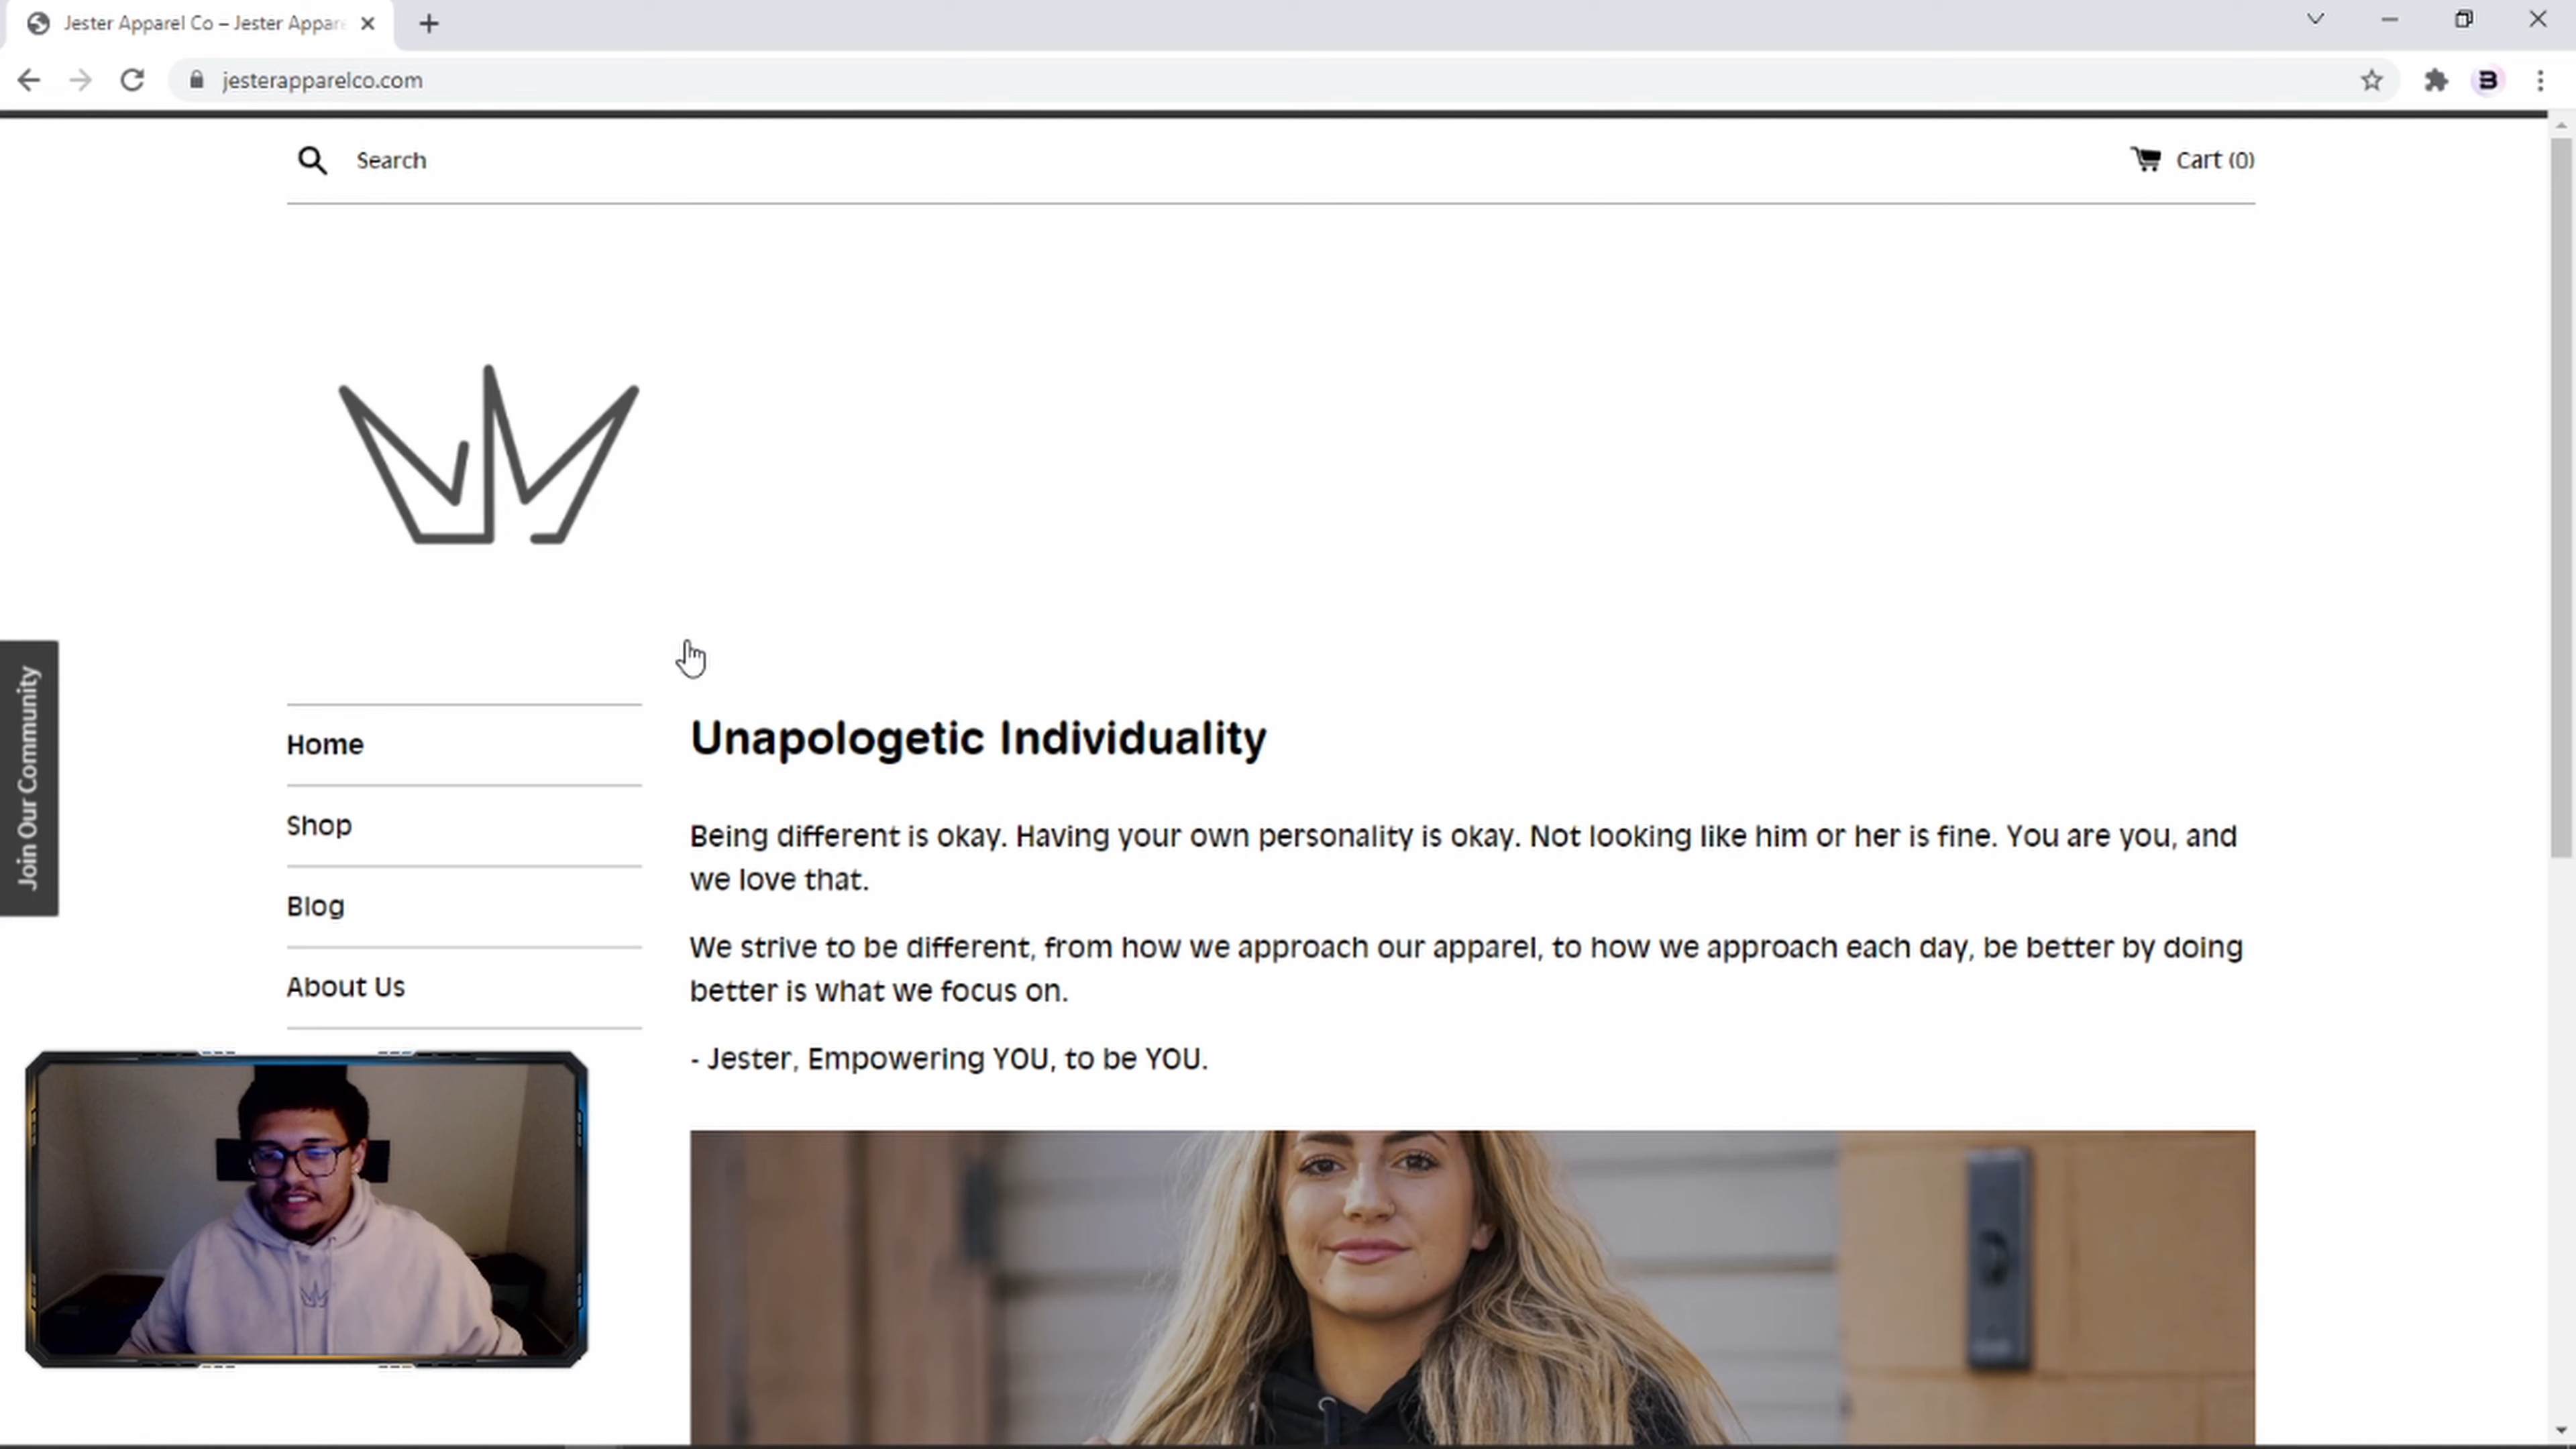 Jester Apparel Co – Jester Appare
jesterapparelco.com
Search
Cart (0)
Join Our Community
Home
Shop
Blog
About Us
Unapologetic Individuality
Being different is okay. Having your own personality is okay. Not looking like him or her is fine. You are you, and
we love that.
We strive to be different, from how we approach our apparel, to how we approach each day, be better by doing
better is what we focus on.
- Jester, Empowering YOU, to be YOU.